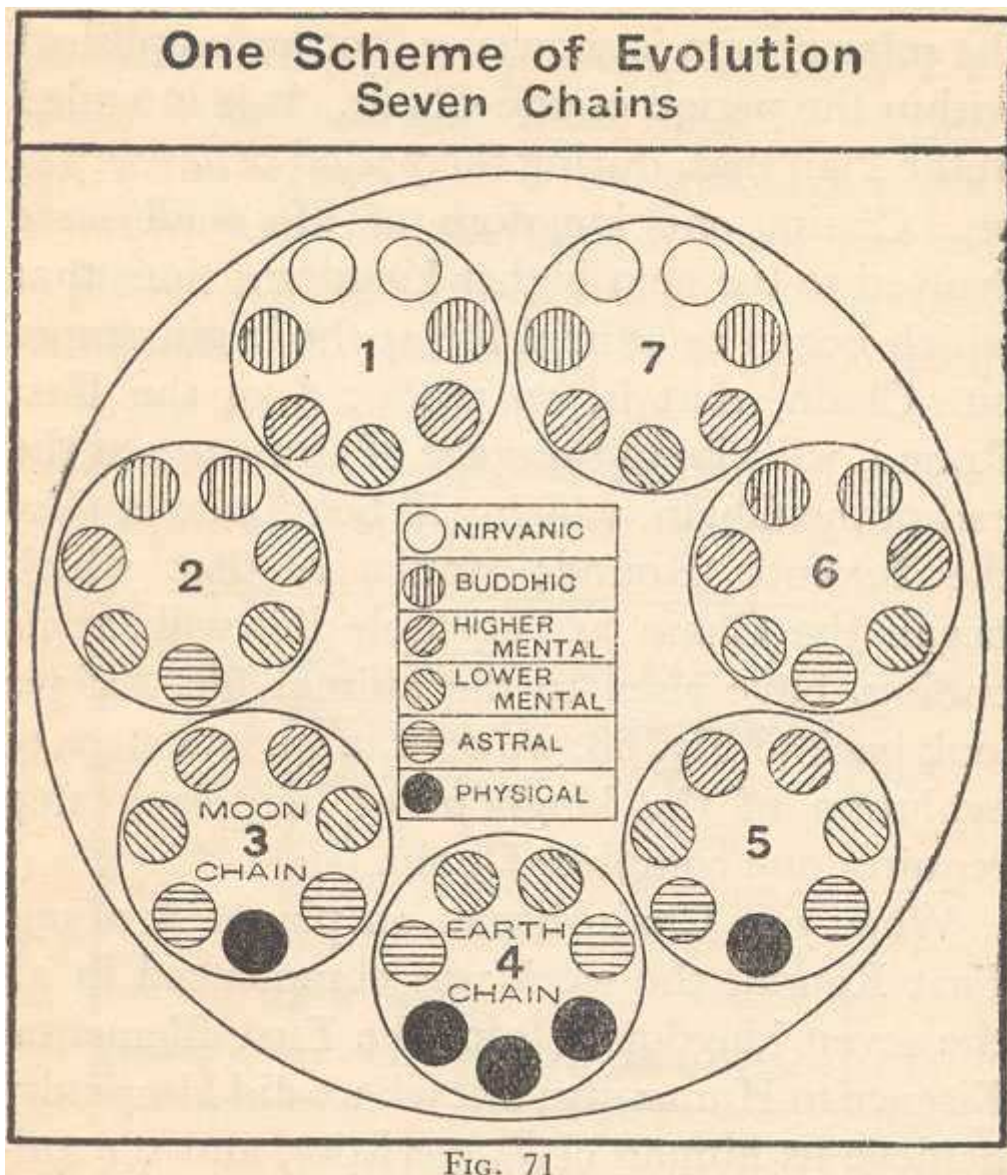 One Scheme of Evolution
Seven Chains
1
7
2
6
NIRVANIC
BUDDHIC
HIGHER
MENTAL
LOWER
MENTAL
ASTRAL
PHYSICAL
MOON
3
CHAIN
5
EARTH
4
CHAIN
FIG. 71